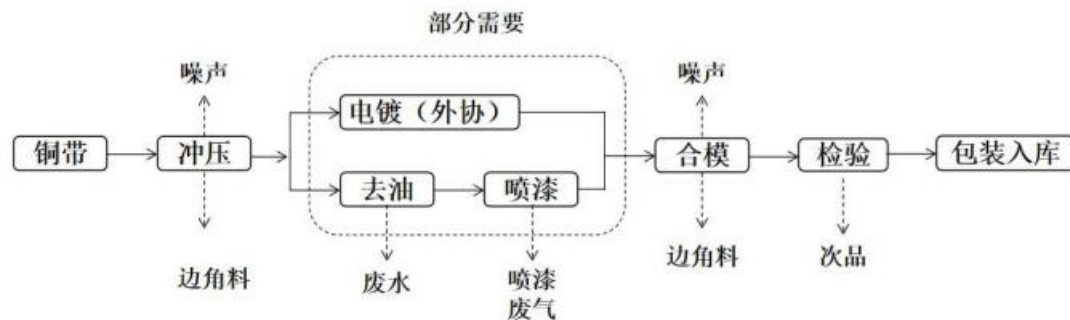 部分需要
噪声
噪声
电镀（外协）
铜带
冲压
合模
检验
包装入库
去油
喷漆
边角料
废水
喷漆
废气
边角料
次品